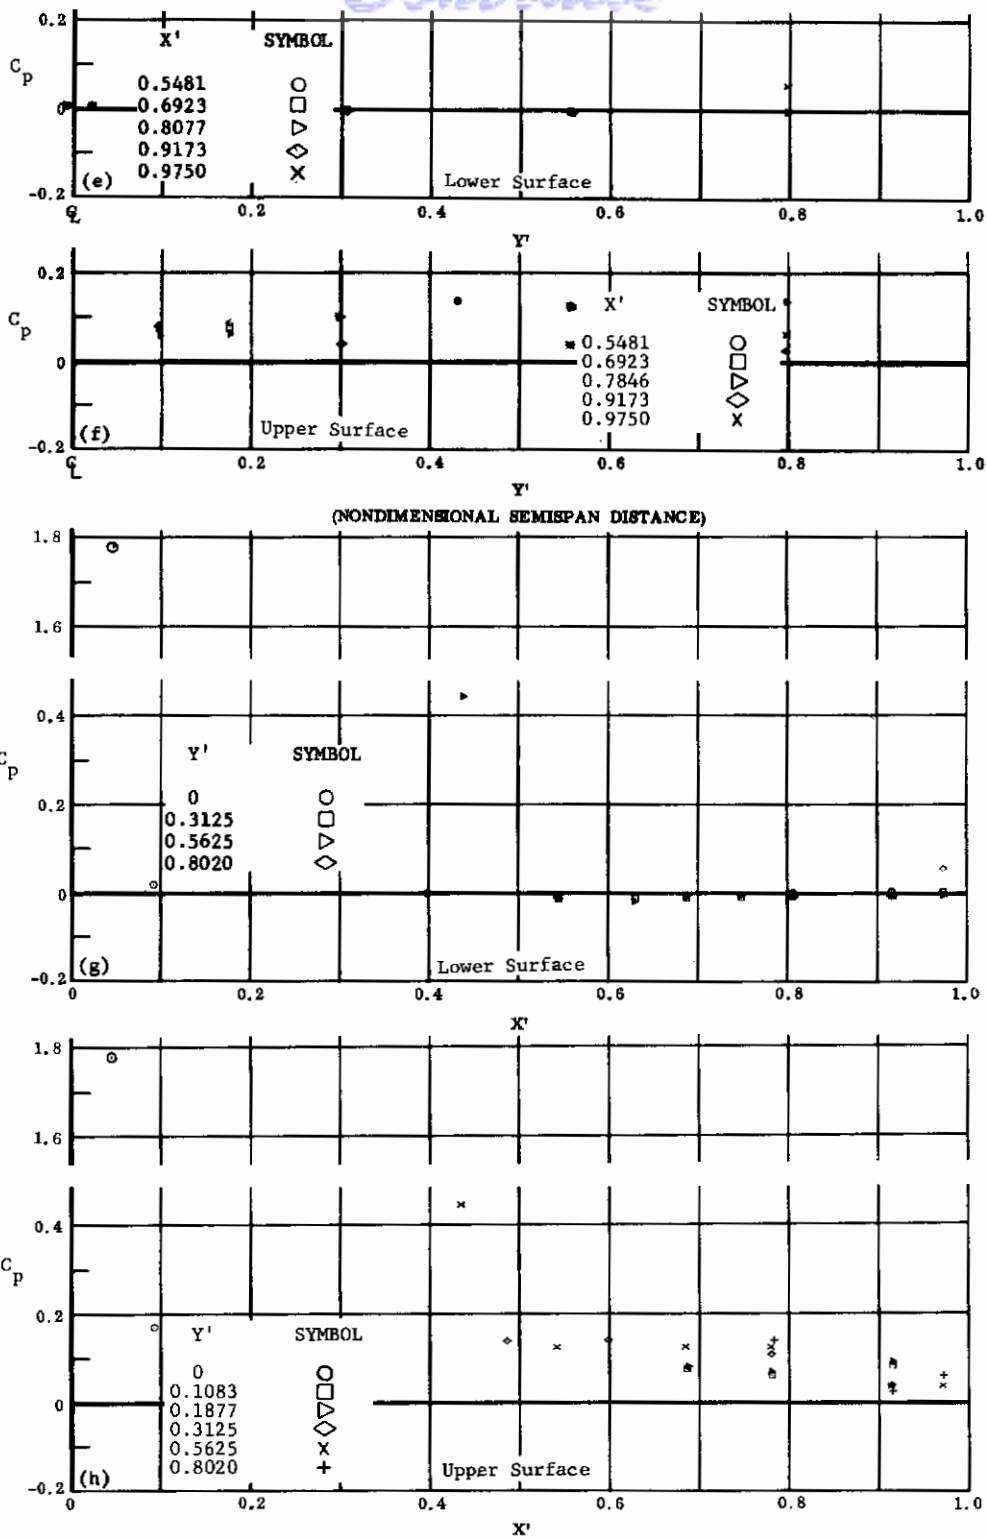 0.2
X' SYMBOL
C
p
0.5481
0 0.6923
0.8077
0.9173
0.9750
(e)
Lower Surface
-0.2
0.2 0.4 0.6 0.8 1.0
Y'
0.2
X' SYMBOL
C
p
0.5481
0 0.6923
0.7846
0.9173
0.9750 X
(f)
Upper Surface
-0.2
0.2 0.4 0.6 0.8 1.0
Y'
(NONDIMENSIONAL SEMISPAN DISTANCE)
1.8
1.6
0.4
Y' SYMBOL
C
p
0
0.2
0.3125
0.5625
0.8020
0
(g)
Lower Surface
-0.2
0 0.2 0.4 0.6 0.8 1.0
X'
1.8
1.6
0.4
C
p
0.2
Y' SYMBOL
0
0.1083
0 0.1877
0.3125
0.5625 X
0.8020 +
(h)
Upper Surface
-0.2
0 0.2 0.4 0.6 0.8 1.0
X'